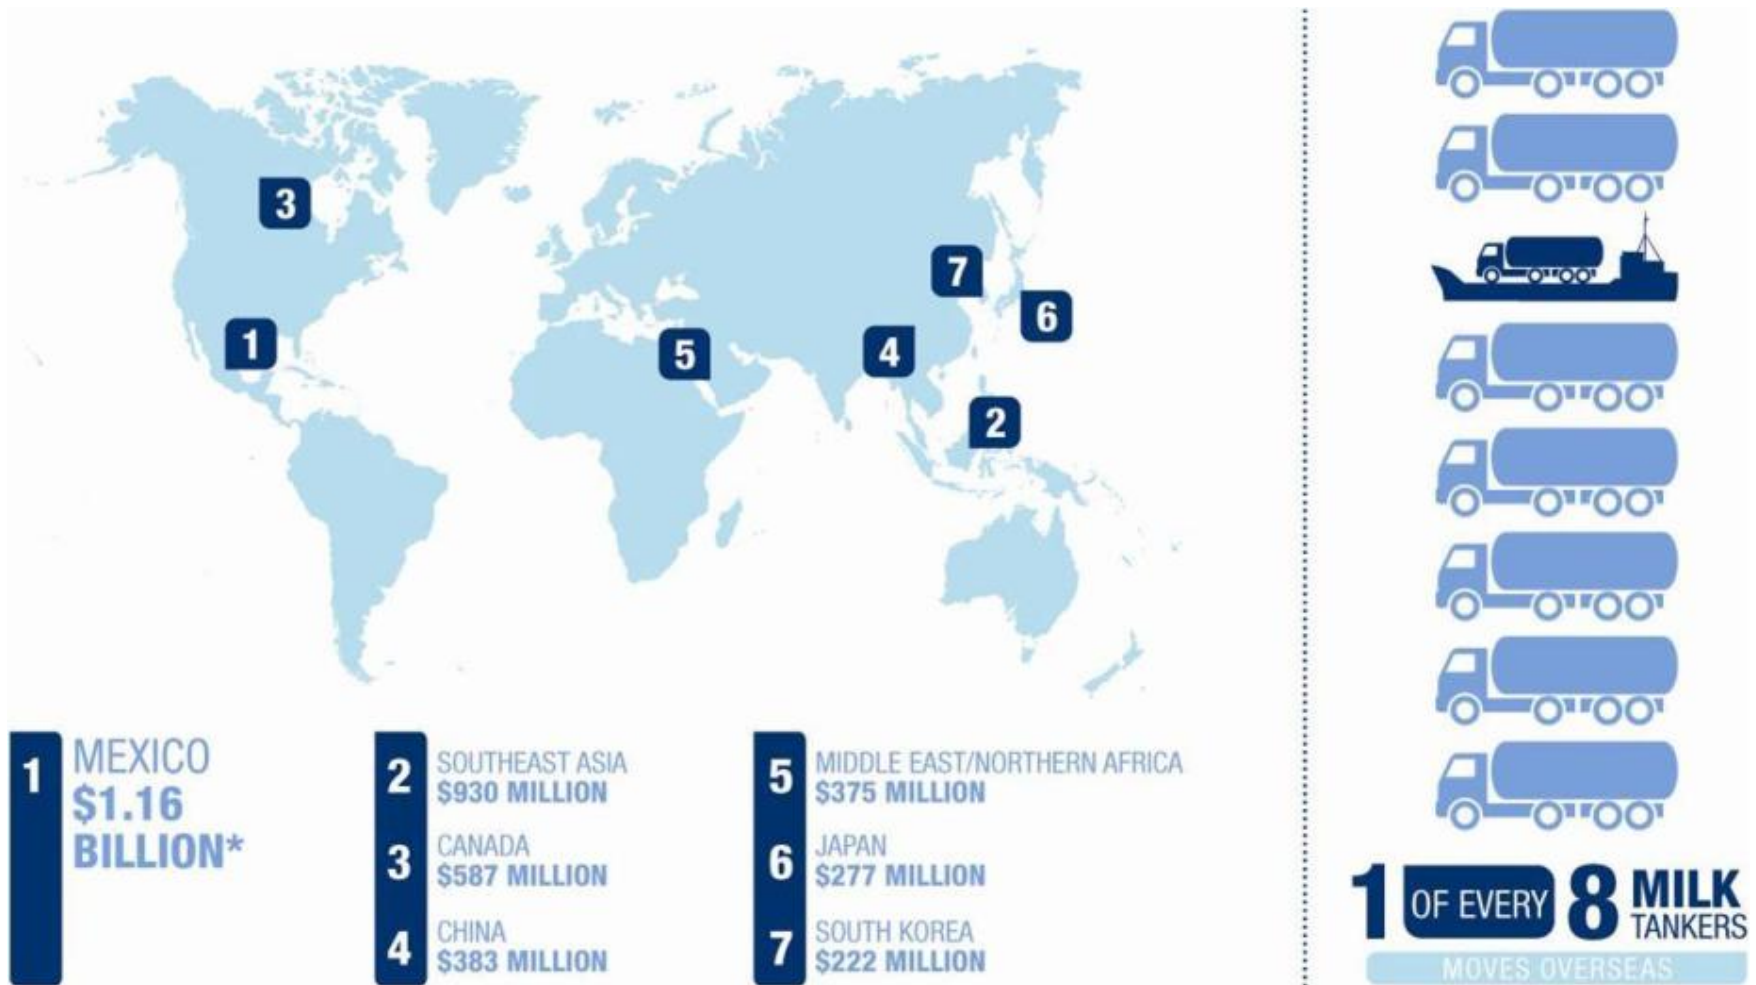 3
7
6
1
5
4
2
1
MEXICO
$1.16
BILLION*
2
SOUTHEAST ASIA
$930 MILLION
3
CANADA
$587 MILLION
4
CHINA
$383 MILLION
5
MIDDLE EAST/NORTHERN AFRICA
$375 MILLION
6
JAPAN
$277 MILLION
7
SOUTH KOREA
$222 MILLION
1 OF EVERY 8 MILK
TANKERS
MOVES OVERSEAS